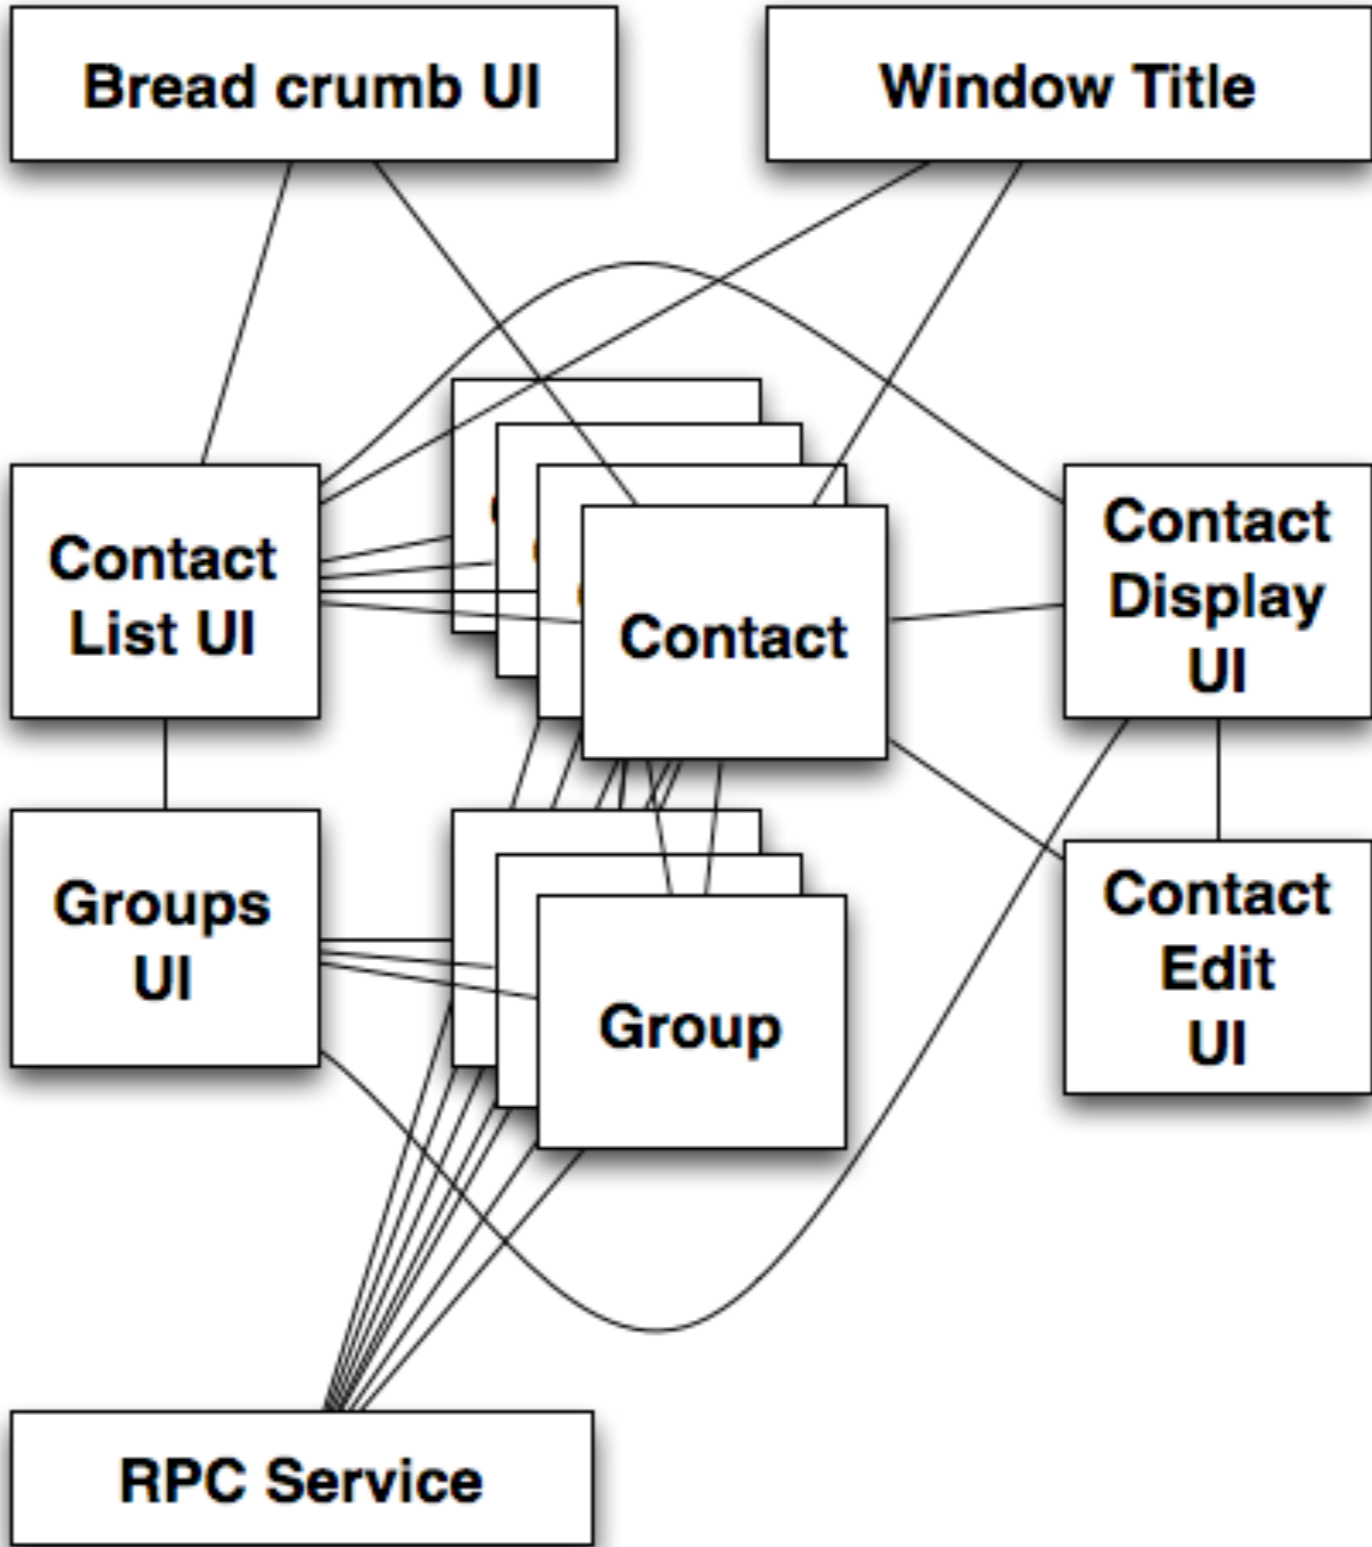 Bread crumb UI
Window Title
Contact
List UI
Contact
Contact
Display
UI
Groups
UI
Group
Contact
Edit
UI
RPC Service